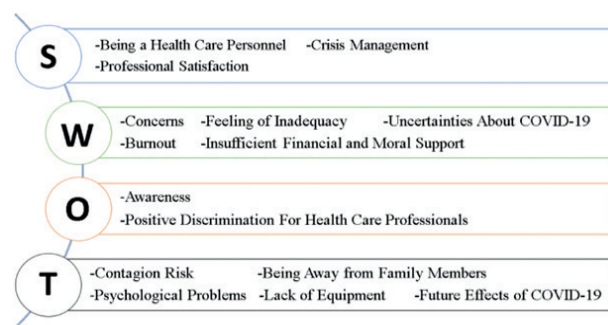 S
-Being a Health Care Personnel -Crisis Management
-Professional Satisfaction
W
-Concerns -Feeling of Inadequacy -Uncertainties About COVID-19
-Burnout -Insufficient Financial and Moral Support
O
-Awareness
-Positive Discrimination For Health Care Professionals
T
-Contagion Risk -Being Away from Family Members
-Psychological Problems -Lack of Equipment -Future Effects of COVID-19